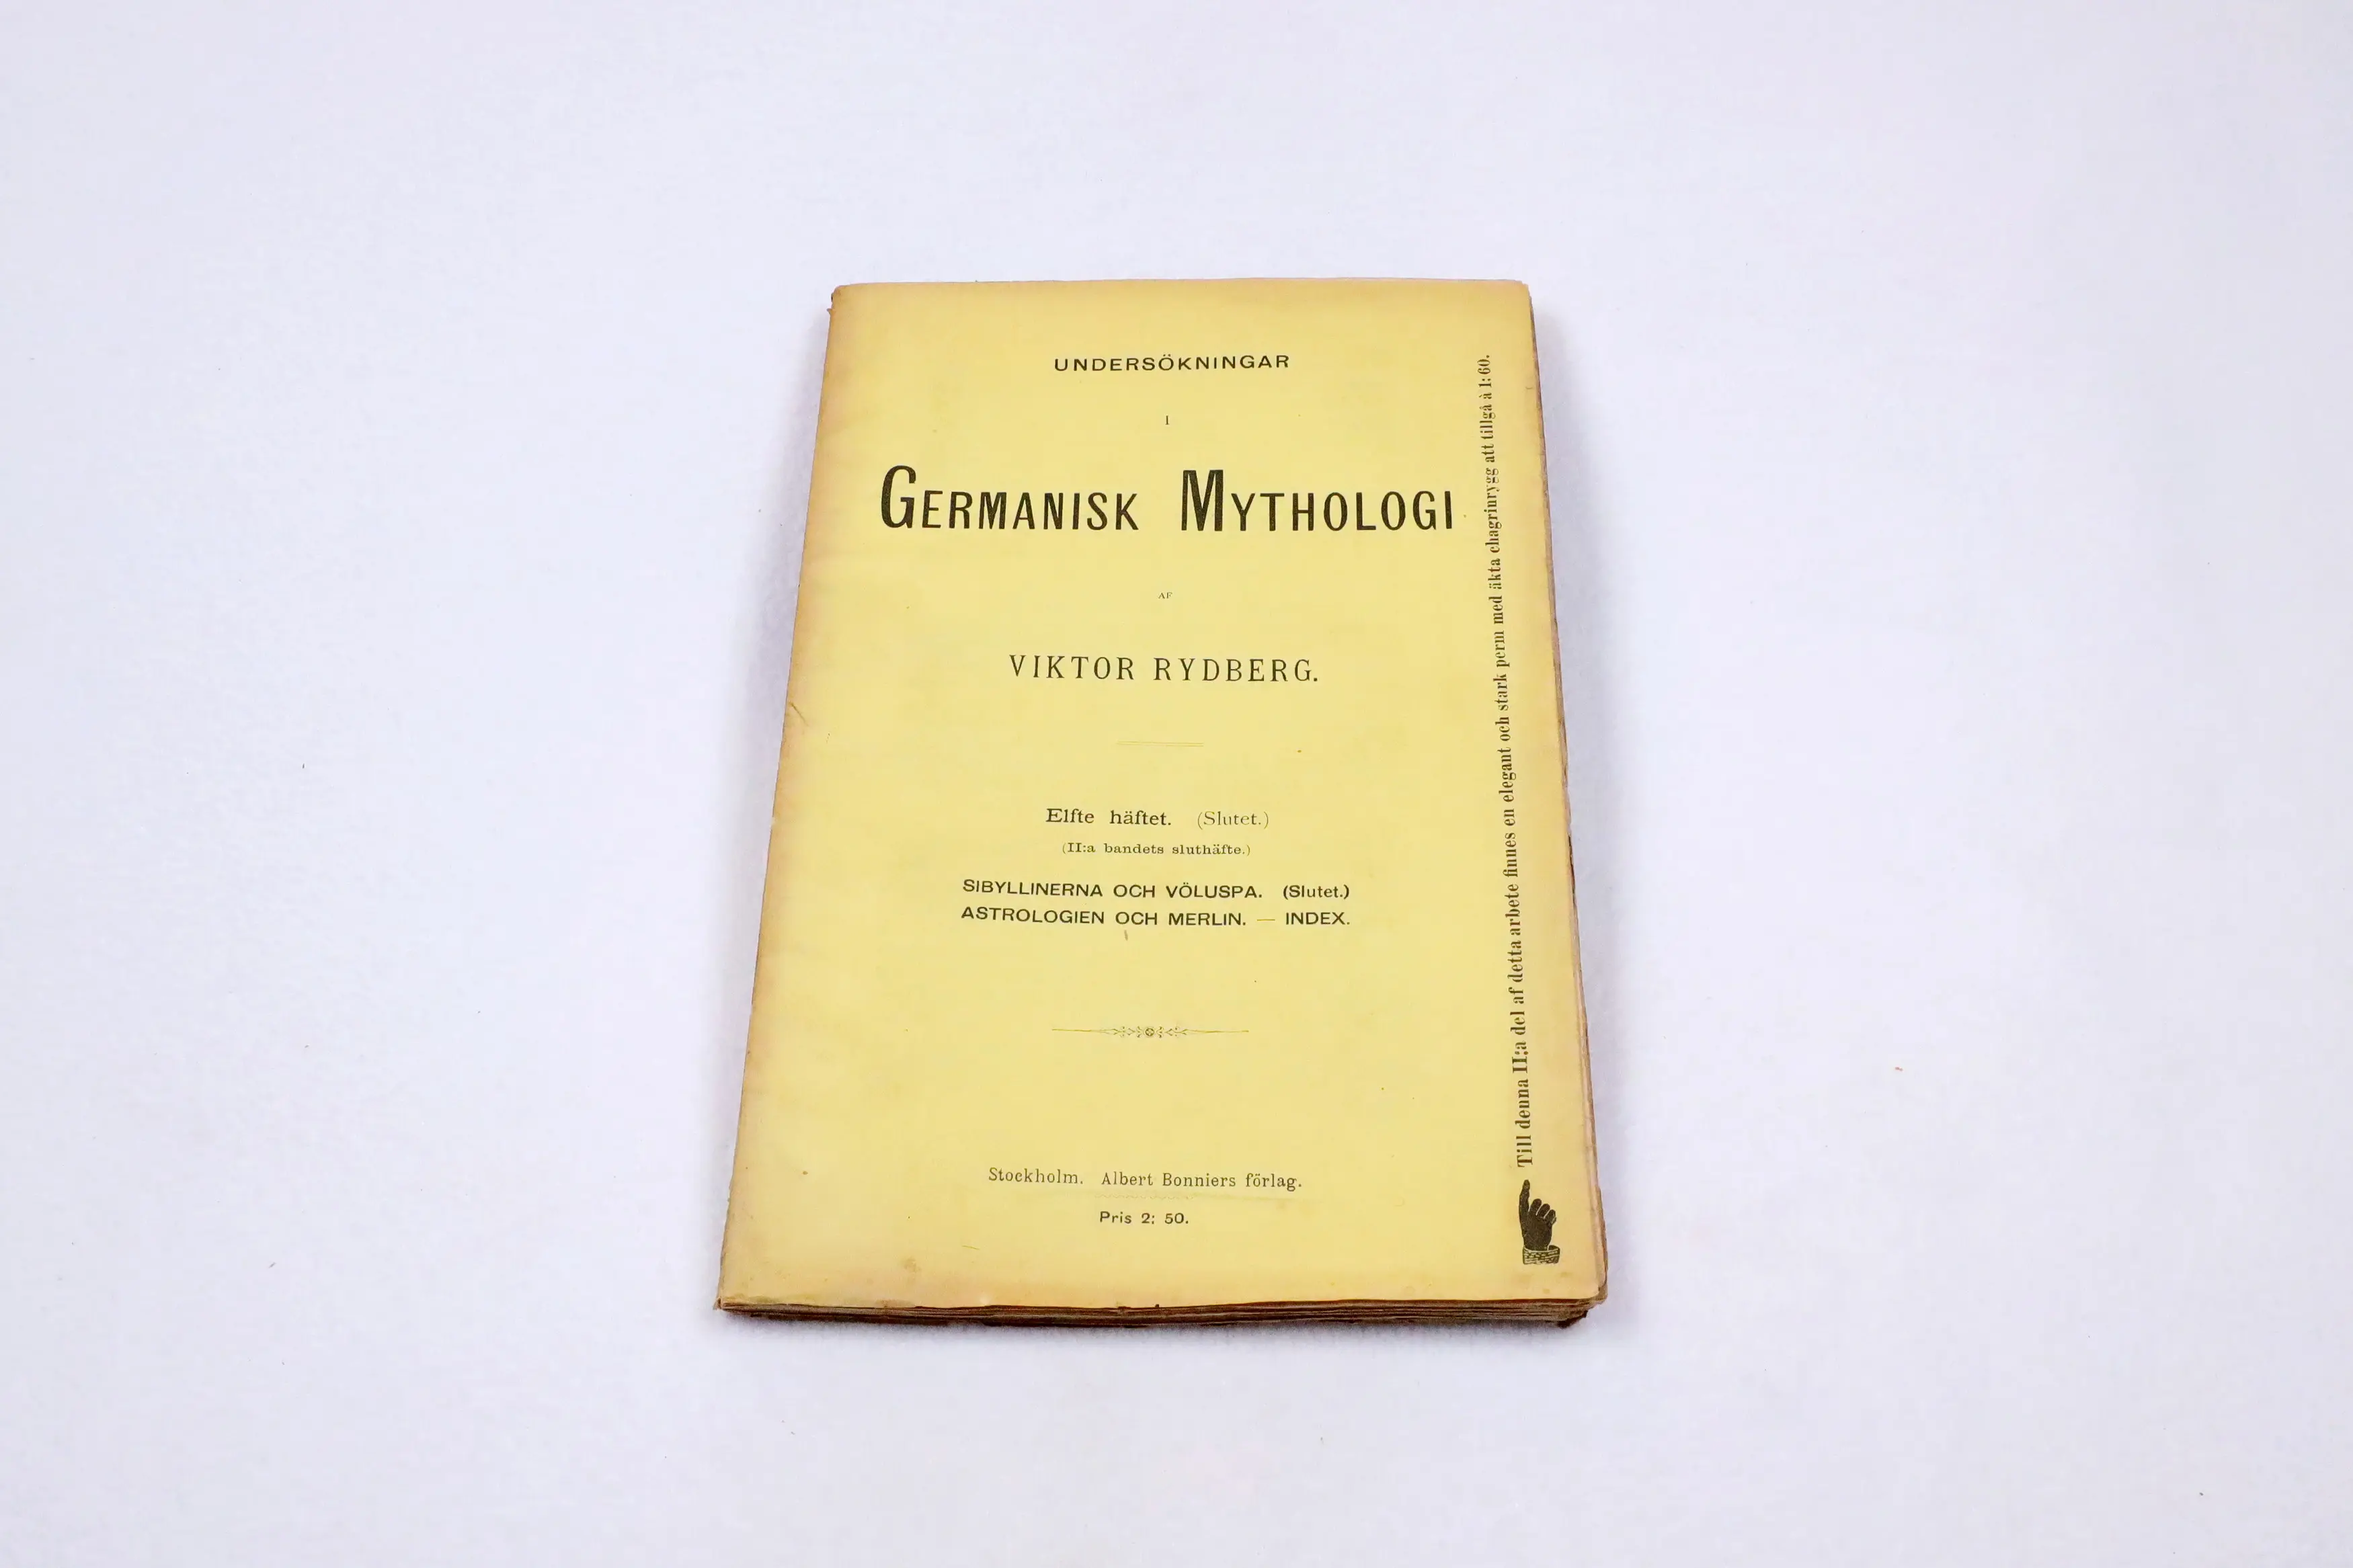 UNDERSÖKNINGAR
I
GERMANISK MYTHOLOGI
AF
VIKTOR RYDBERG.
Elfte häftet. (Slutet.)
(II:a bandets sluthäfte.)
SIBYLLINERNA OCH VÖLUSPA. (Slutet.)
ASTROLOGIEN OCH MERLIN. — INDEX.
Stockholm. Albert Bonniers förlag.
Pris 2: 50.
Till denna II:a del af detta arbete finnes en elegant och stark perm med äkta chagrinrygg att tillgå à 1: 60.